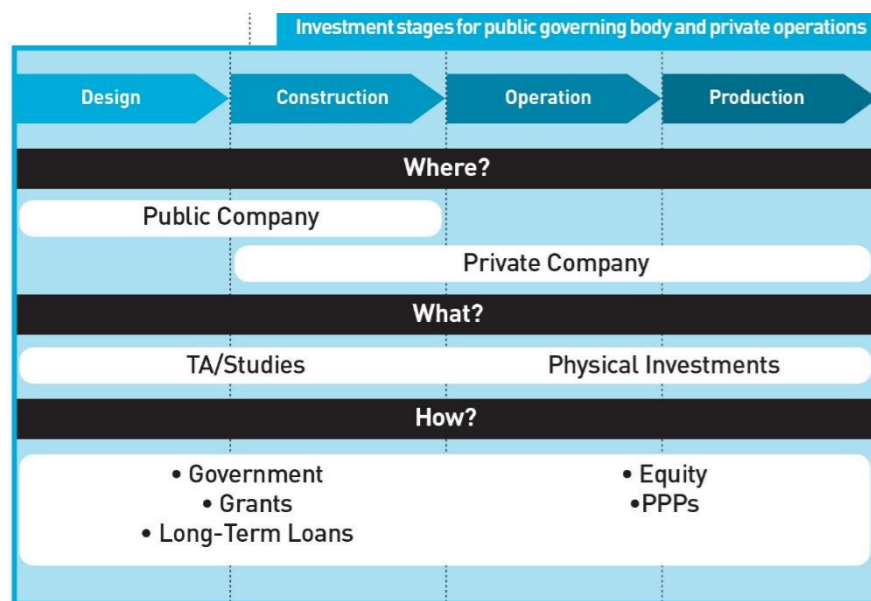 Investment stages for public governing body and private operations
Design
Construction
Operation
Production
Where?
Public Company
Private Company
What?
TA/Studies
Physical Investments
How?
• Government
• Grants
• Long-Term Loans
• Equity
•PPPs